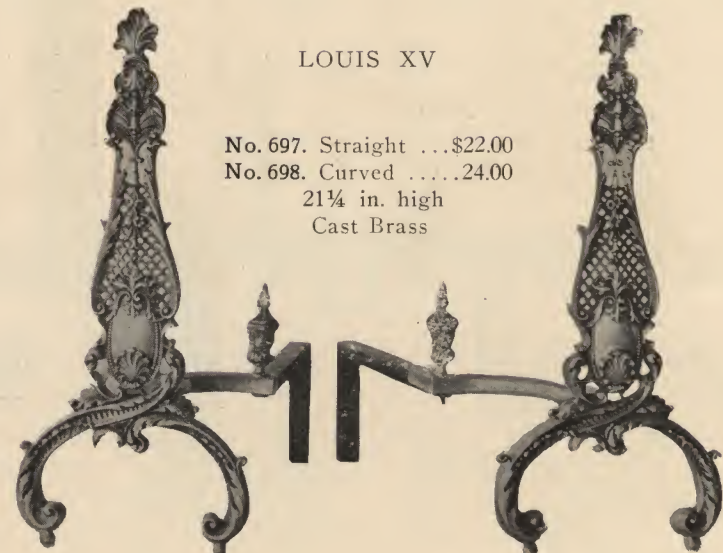 LOUIS XV
No. 697. Straight ...$22.00
No. 698. Curved .....24.00
21¼ in. high
Cast Brass